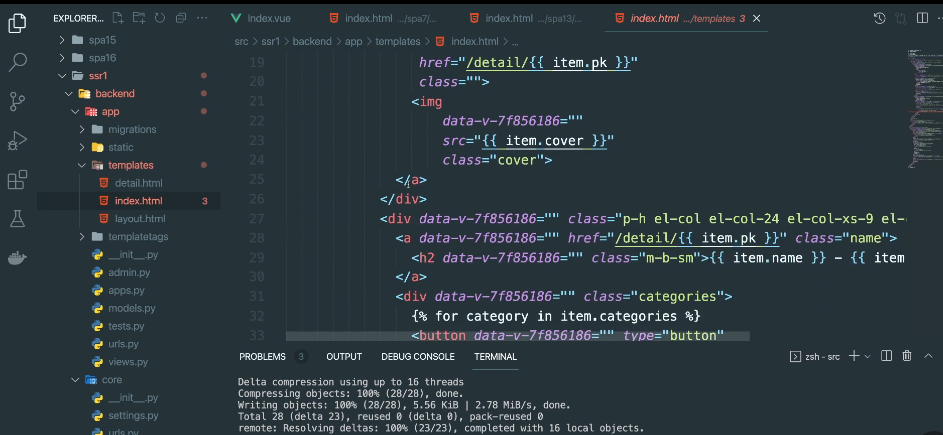 EXPLORER... ...
spa15
spa16
ssr1
backend
app
migrations
static
templates
detail.html
index.html 3
layout.html
templatetags
__init__.py
admin.py
apps.py
models.py
tests.py
urls.py
views.py
core
__init__.py
settings.py
urls.py
Index.vue
index.html .../spa7/...
index.html .../spa13/...
index.html .../templates 3
src > ssr1 > backend > app > templates > index.html > ...
19 href="/detail/{{ item.pk }}"
20 class="">
21 <img
22 data-v-7f856186=""
23 src="{{ item.cover }}"
24 class="cover">
25 </a>
26 </div>
27 <div data-v-7f856186="" class="p-h el-col el-col-24 el-col-xs-9 el-
28 <a data-v-7f856186="" href="/detail/{{ item.pk }}" class="name">
29 <h2 data-v-7f856186="" class="m-b-sm">{{ item.name }} - {{ item
30 </a>
31 <div data-v-7f856186="" class="categories">
32 {% for category in item.categories %}
33 <button data-v-7f856186="" type="button"
PROBLEMS 3 OUTPUT DEBUG CONSOLE TERMINAL
zsh - src
Delta compression using up to 16 threads
Compressing objects: 100% (28/28), done.
Writing objects: 100% (28/28), 5.56 KiB | 2.78 MiB/s, done.
Total 28 (delta 23), reused 0 (delta 0), pack-reused 0
remote: Resolving deltas: 100% (23/23), completed with 16 local objects.